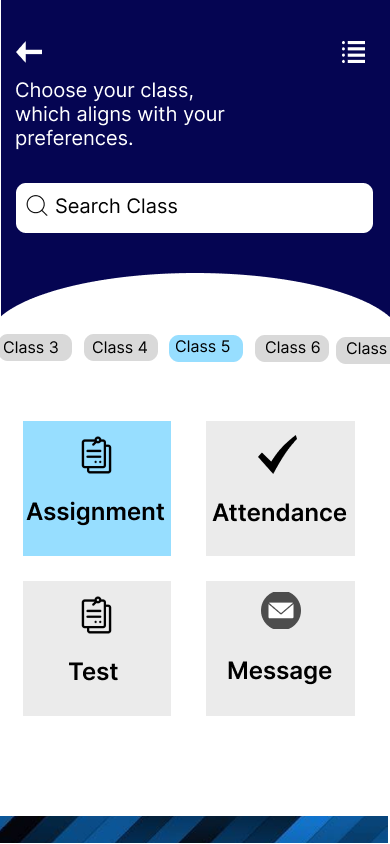 Choose your class,
which aligns with your
preferences.
Search Class
Class 3 Class 4 Class 5 Class 6 Class
Assignment Attendance
Test Message